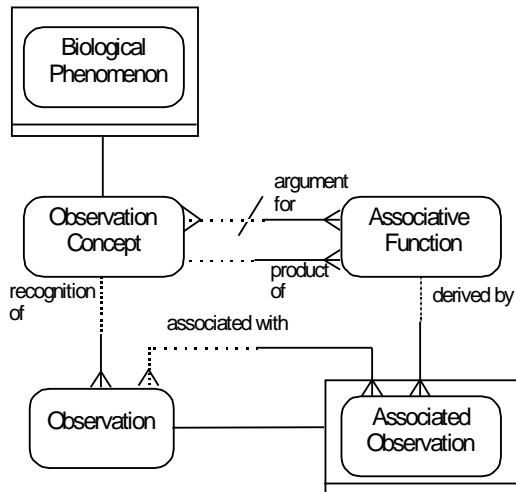 Biological
Phenomenon
argument
for
Observation
Concept
Associative
Function
product
of
recognition
of
derived by
associated with
Observation
Associated
Observation